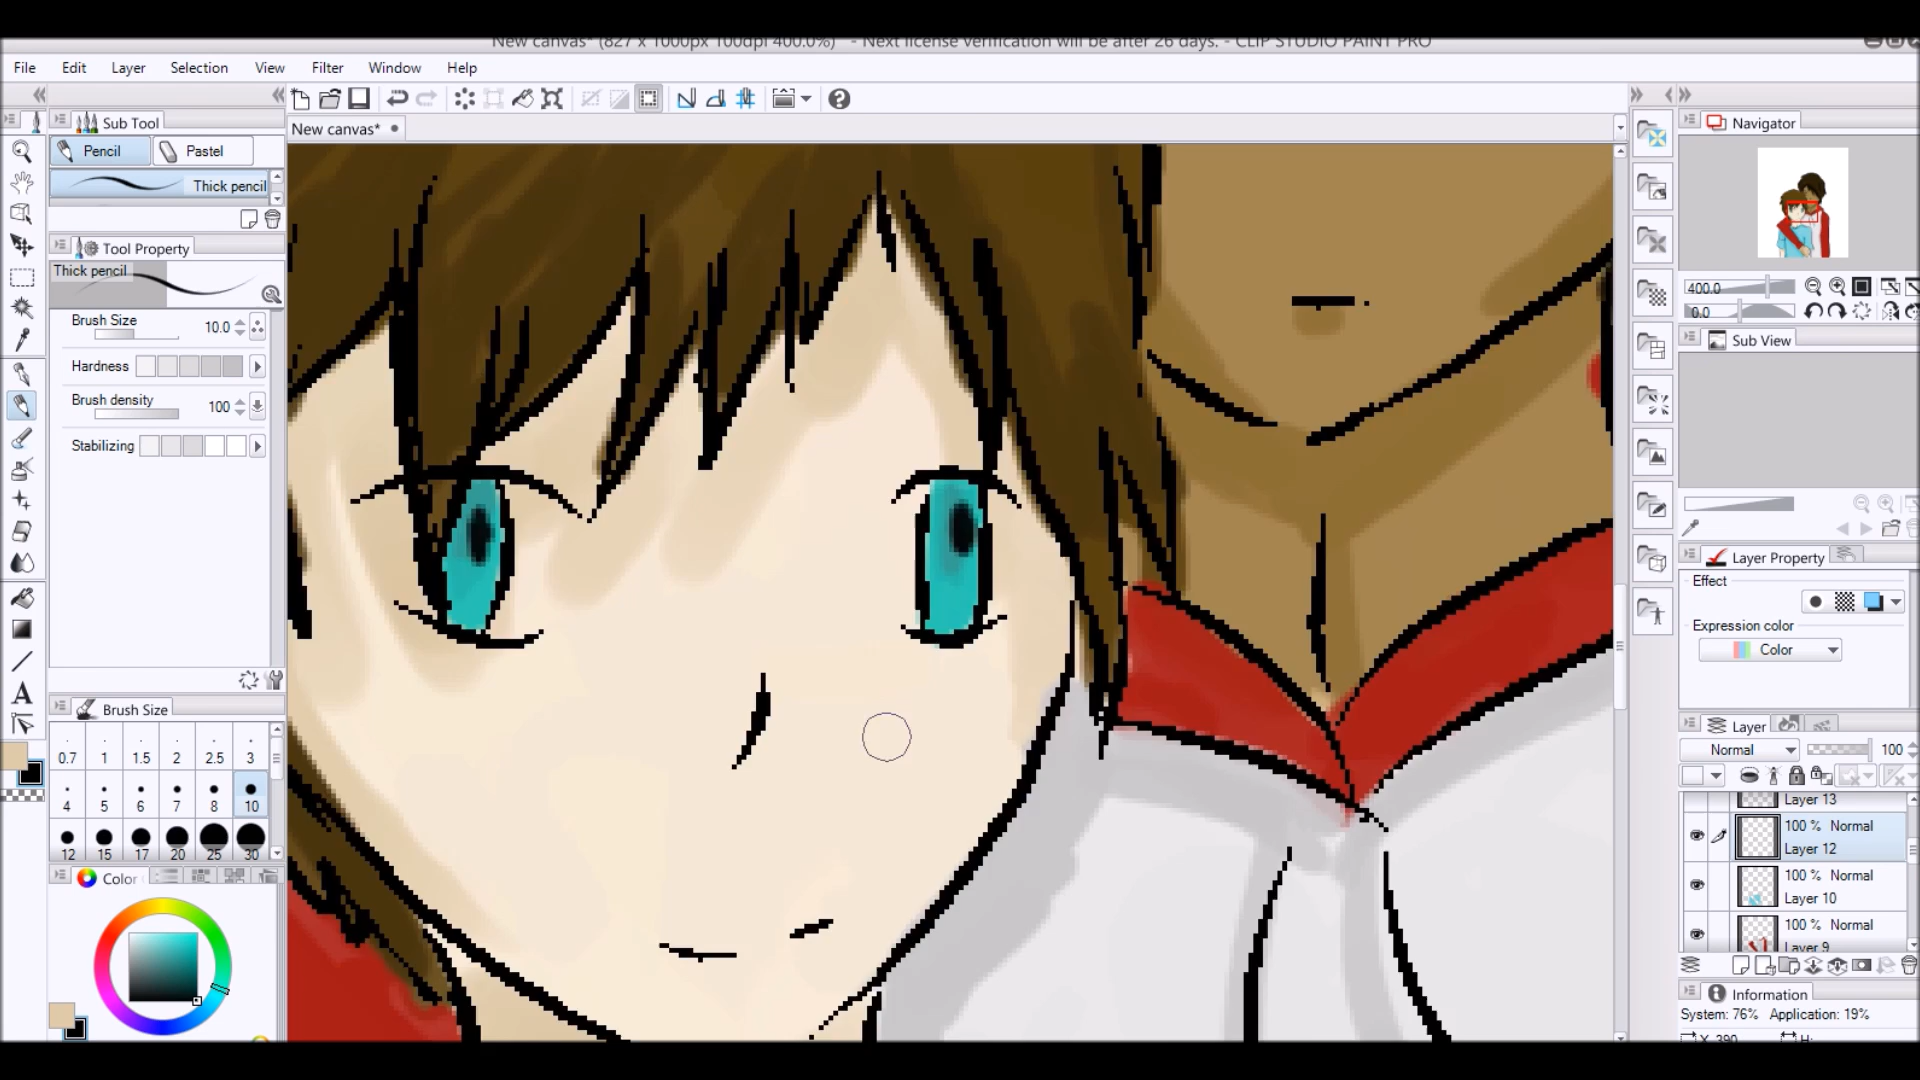 New canvas* (827 x 1000px 100dpi 400.0%) - Next license verification will be after 26 days. - CLIP STUDIO PAINT PRO
File Edit Layer Selection View Filter Window Help
Sub Tool
New canvas*
Navigator
Pencil Pastel
Thick pencil
Tool Property
Thick pencil
400.0
0.0
Brush Size 10.0
Sub View
Hardness
Brush density 100
Stabilizing
Layer Property
Effect
Expression color
Color
A
Brush Size
Layer
Normal 100
0.7 1 1.5 2 2.5 3
4 5 6 7 8 10
12 15 17 20 25 30
Layer 13
100 % Normal
Layer 12
100 % Normal
Layer 10
100 % Normal
Layer 9
Color
Information
System: 76% Application: 19%
X 390 H: